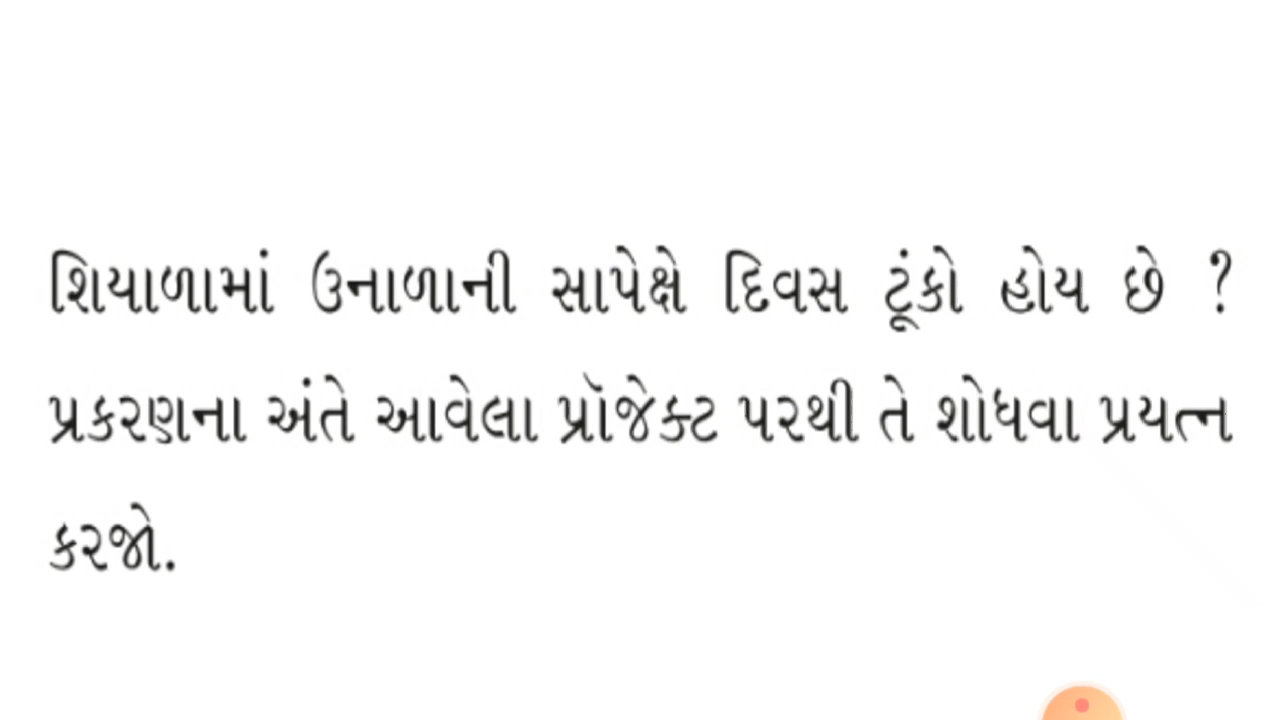 શિયાળામાં ઉનાળાની સાપેક્ષે દિવસ ટૂંકો હોય છે ?
પ્રકરણના અંતે આવેલા પ્રૉજેક્ટ પરથી તે શોધવા પ્રયત્ન
કરજો.